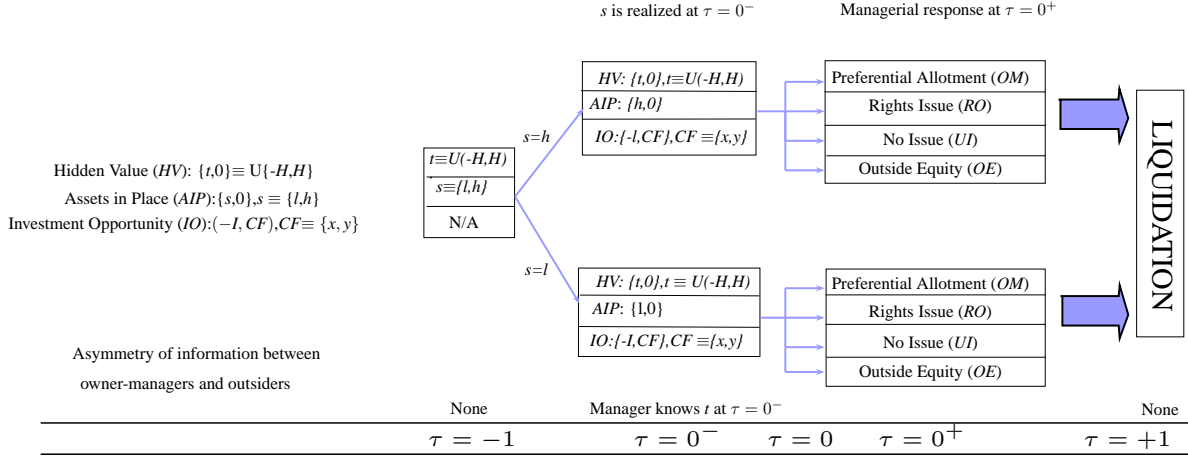 s is realized at τ = 0⁻
Managerial response at τ = 0⁺
Hidden Value (HV): {t,0}≡ U{-H,H}
Assets in Place (AIP):{s,0},s ≡ {l,h}
Investment Opportunity (IO):(−I, CF),CF≡ {x, y}
Asymmetry of information between
owner-managers and outsiders
t≡U(-H,H)
s≡{l,h}
N/A
s=h
s=l
HV: {t,0},t≡U(-H,H)
AIP: {h,0}
IO:{-l,CF},CF ≡{x,y}
HV: {t,0},t ≡ U(-H,H)
AIP: {l,0}
IO:{-I,CF},CF ≡{x,y}
Preferential Allotment (OM)
Rights Issue (RO)
No Issue (UI)
Outside Equity (OE)
Preferential Allotment (OM)
Rights Issue (RO)
No Issue (UI)
Outside Equity (OE)
LIQUIDATION
None
Manager knows t at τ = 0⁻
None
τ = −1
τ = 0⁻
τ = 0
τ = 0⁺
τ = +1